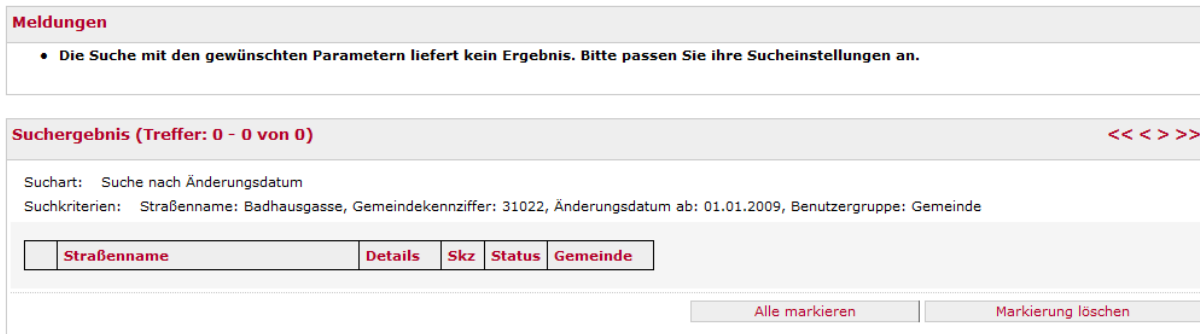 Meldungen
• Die Suche mit den gewünschten Parametern liefert kein Ergebnis. Bitte passen Sie ihre Sucheinstellungen an.
Suchergebnis (Treffer: 0 - 0 von 0) << < > >>
Suchart: Suche nach Änderungsdatum
Suchkriterien: Straßenname: Badhausgasse, Gemeindekennziffer: 31022, Änderungsdatum ab: 01.01.2009, Benutzergruppe: Gemeinde
Straßenname Details Skz Status Gemeinde
Alle markieren Markierung löschen